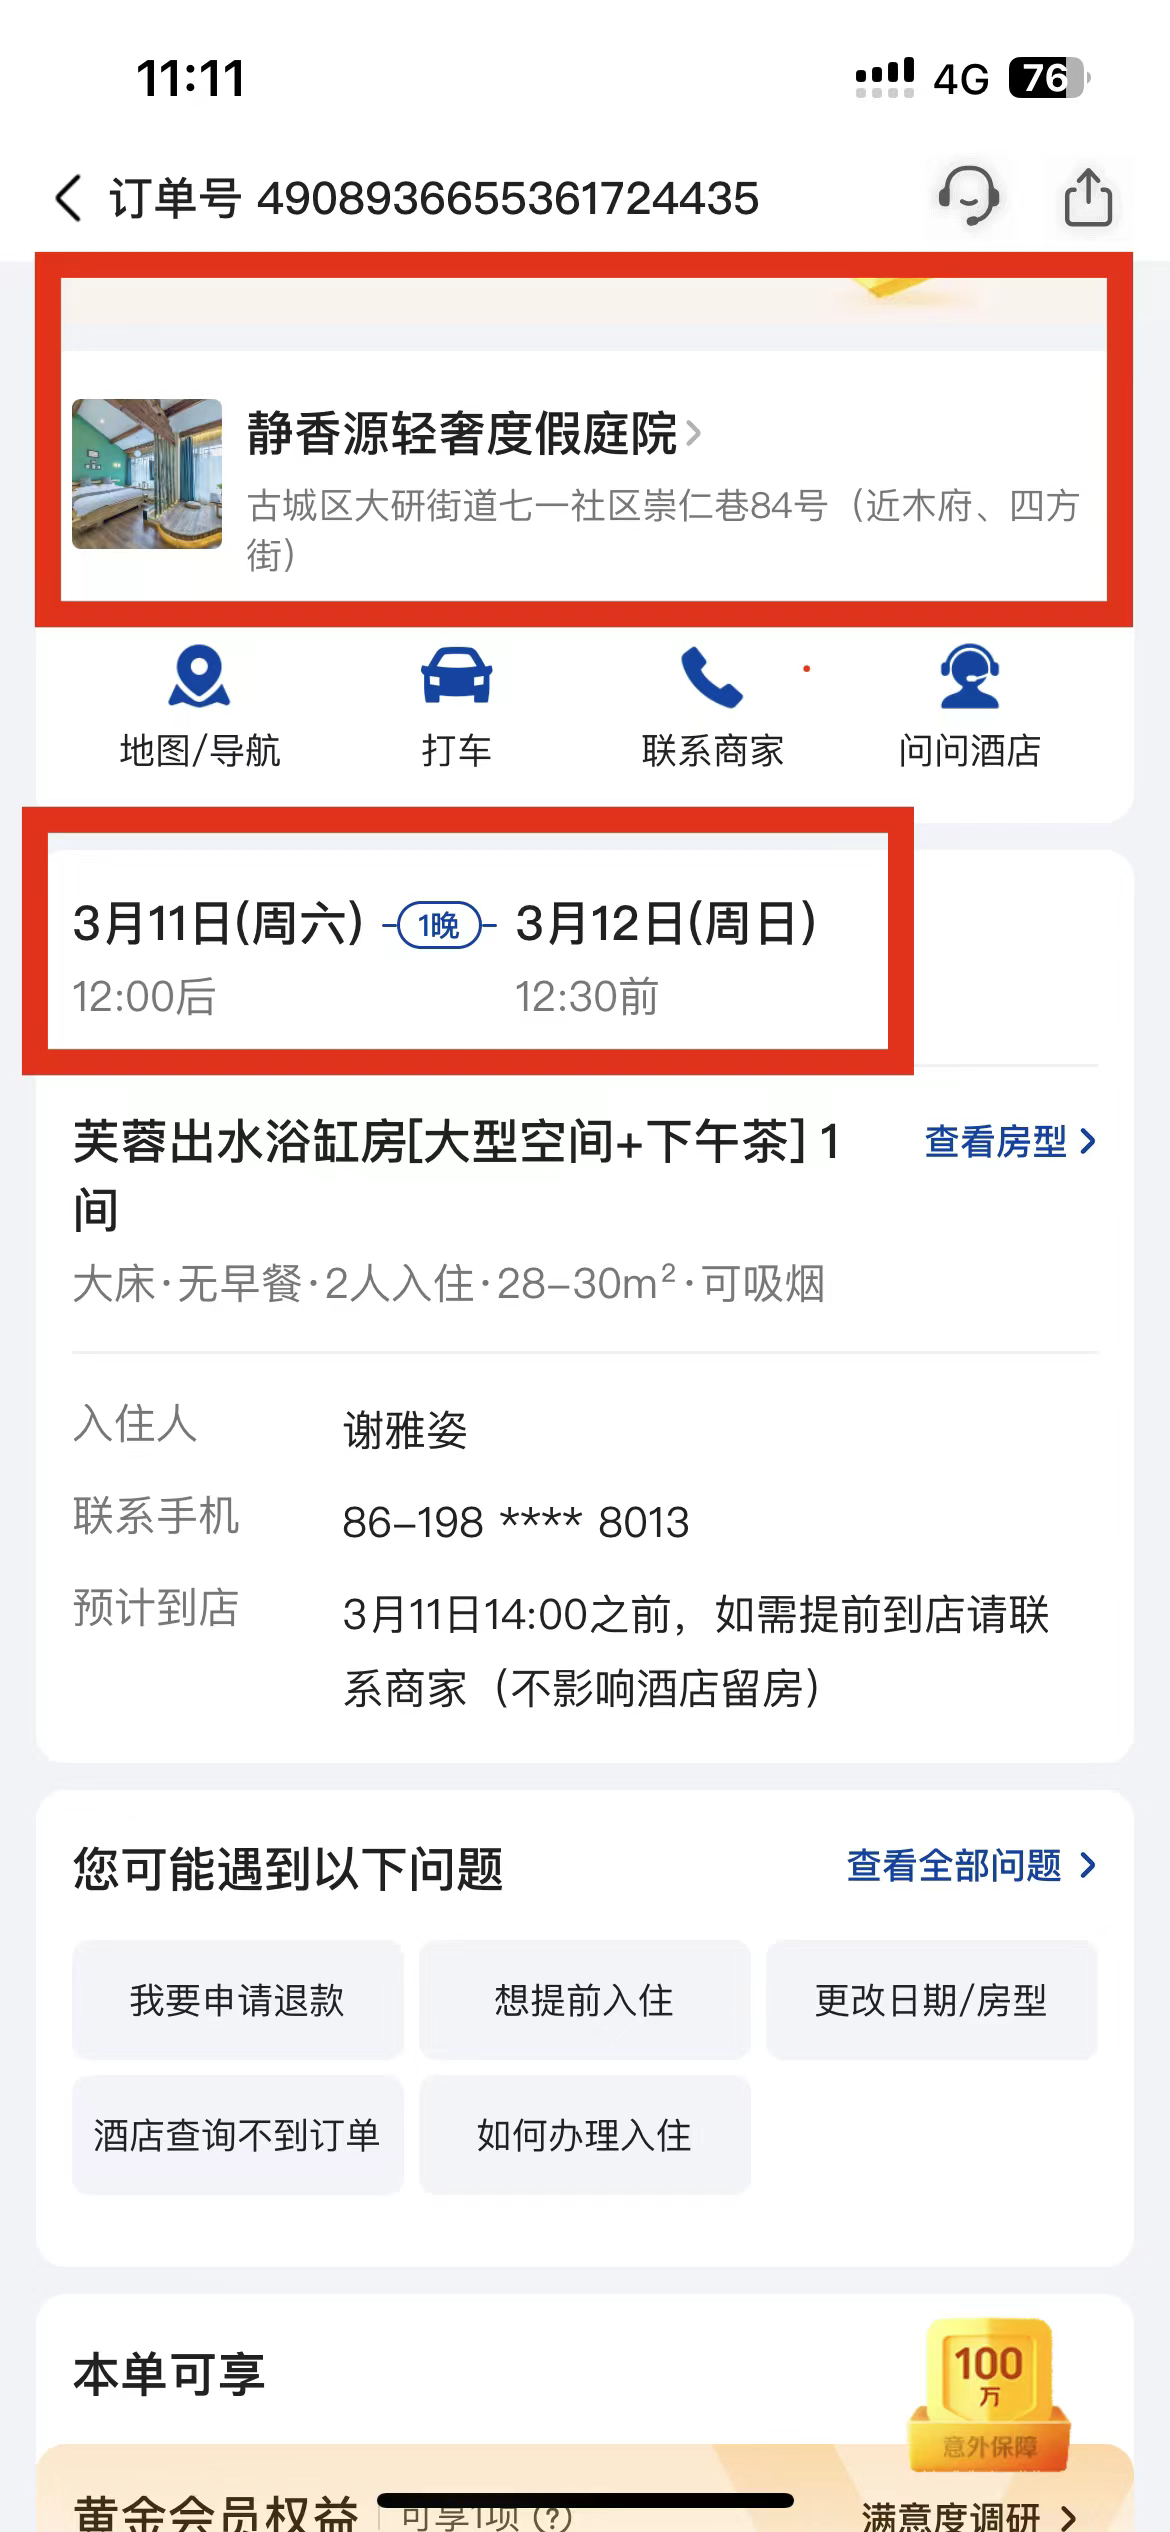 11:11
4G 76
订单号 4908936655361724435
静香源轻奢度假庭院
古城区大研街道七一社区崇仁巷84号（近木府、四方
街）
地图/导航 打车 联系商家 问问酒店
3月11日(周六) 1晚 3月12日(周日)
12:00后 12:30前
芙蓉出水浴缸房[大型空间+下午茶] 1
间
查看房型
大床·无早餐·2人入住·28-30m²·可吸烟
入住人 谢雅姿
联系手机 86-198 **** 8013
预计到店 3月11日14:00之前，如需提前到店请联
系商家（不影响酒店留房）
您可能遇到以下问题 查看全部问题
我要申请退款 想提前入住 更改日期/房型
酒店查询不到订单 如何办理入住
本单可享
100
万
意外保障
黄金会员权益 可享1项 (?) 满意度调研